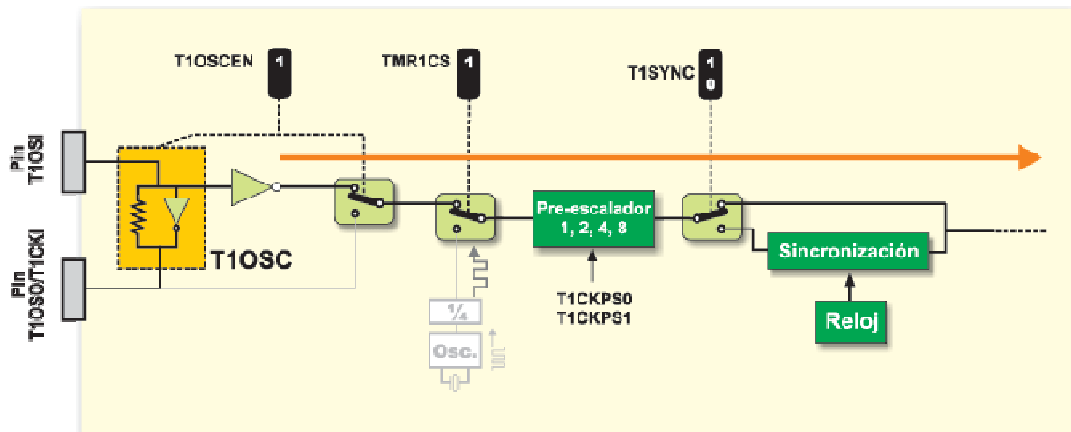 T1OSCEN
1
TMR1CS
1
T1SYNC
1
0
Pin
T1OSI
T1OSC
Pin
T1OSO/T1CKI
Pre-escalador
1, 2, 4, 8
T1CKPS0
T1CKPS1
¼
Osc.
Sincronización
Reloj